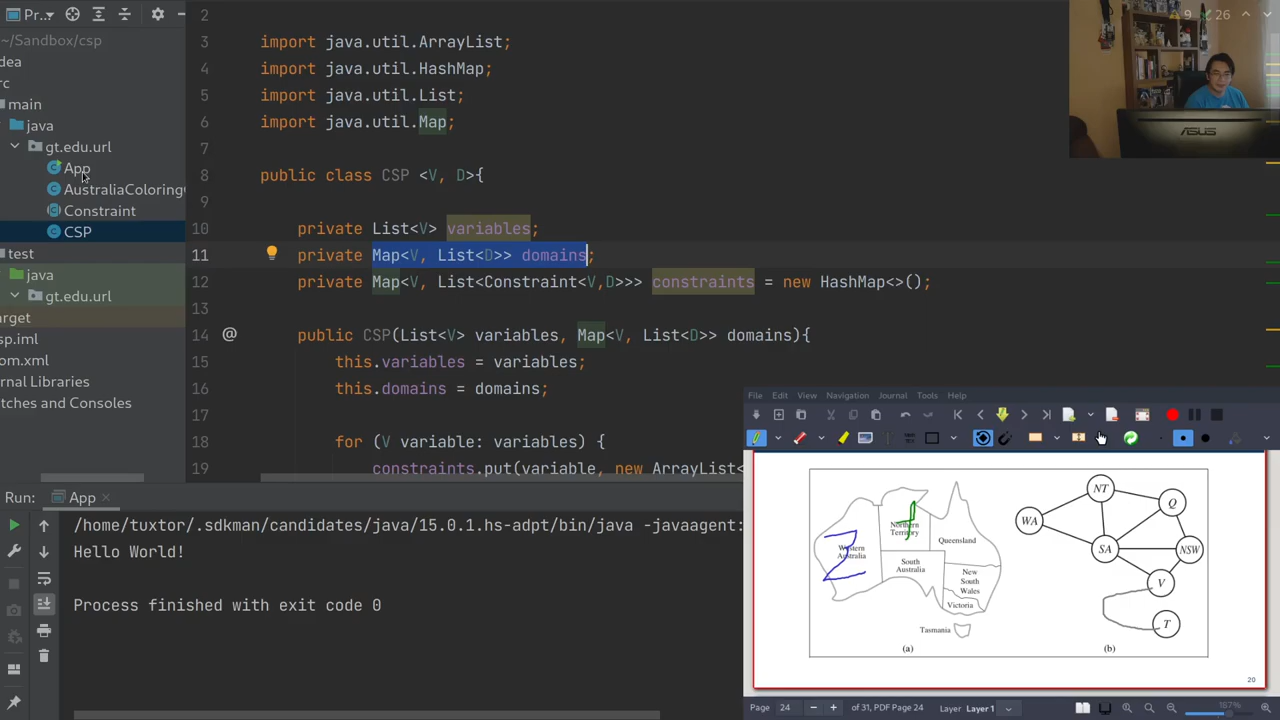 Pr...
~/Sandbox/csp
dea
rc
main
java
gt.edu.url
App
AustraliaColoring
Constraint
CSP
test
java
gt.edu.url
arget
sp.iml
om.xml
rnal Libraries
tches and Consoles
9 26
2
3 import java.util.ArrayList;
4 import java.util.HashMap;
5 import java.util.List;
6 import java.util.Map;
7
8 public class CSP <V, D>{
9
10 private List<V> variables;
11 private Map<V, List<D>> domains;
12 private Map<V, List<Constraint<V,D>>> constraints = new HashMap<>();
13
14 @ public CSP(List<V> variables, Map<V, List<D>> domains){
15 this.variables = variables;
16 this.domains = domains;
17
18 for (V variable: variables) {
19 constraints.put(variable, new ArrayList<
ASUS
Run: App
/home/tuxtor/.sdkman/candidates/java/15.0.1.hs-adpt/bin/java -javaagent:
Hello World!
Process finished with exit code 0
File Edit View Navigation Journal Tools Help
Northern
Territory
Western
Australia
Queensland
South
Australia
New
South
Wales
Victoria
Tasmania
(a)
NT
Q
WA
SA
NSW
V
T
(b)
20
Page 24 of 31, PDF Page 24 Layer Layer 1 167%